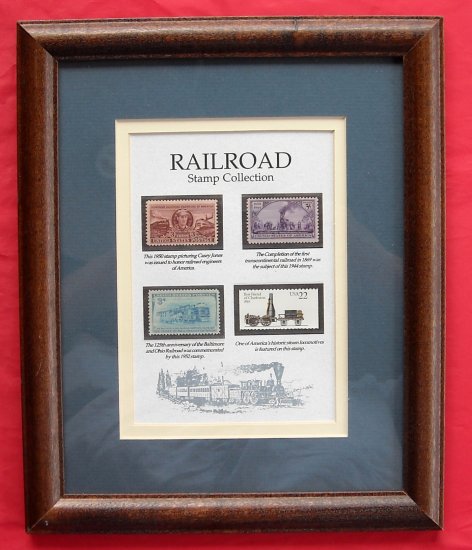 RAILROAD
Stamp Collection
This 1950 stamp picturing Casey Jones
was issued to honor railroad engineers
of America.
The Completion of the first
transcontinental railroad in 1869 was
the subject of this 1944 stamp.
3¢
USA 22
The 125th anniversary of the Baltimore
and Ohio Railroad was commemorated
by this 1952 stamp.
One of America's historic steam locomotives
is featured on this stamp.